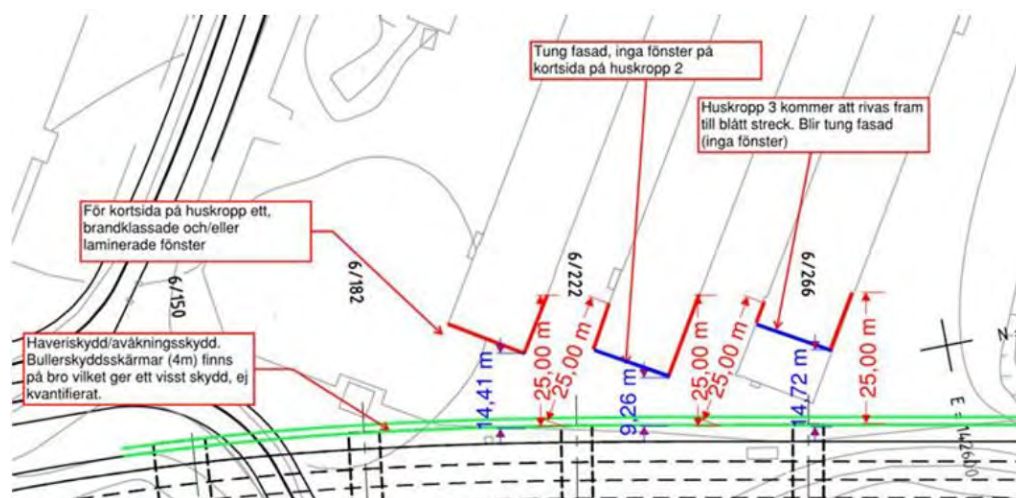 Tung fasad, inga fönster på
kortsida på huskropp 2
Huskropp 3 kommer att rivas fram
till blått streck. Blir tung fasad
(inga fönster)
För kortsida på huskropp ett,
brandklassade och/eller
laminerade fönster
Haveriskydd/avåkningsskydd.
Bullerskyddsskärmar (4m) finns
på bro vilket ger ett visst skydd, ej
kvantifierat.
6/150
6/182
6/222
6/266
14,41 m
25,00 m
25,00 m
9,26 m
25,00 m
25,00 m
14,72 m
25,00 m
N
E = 142600